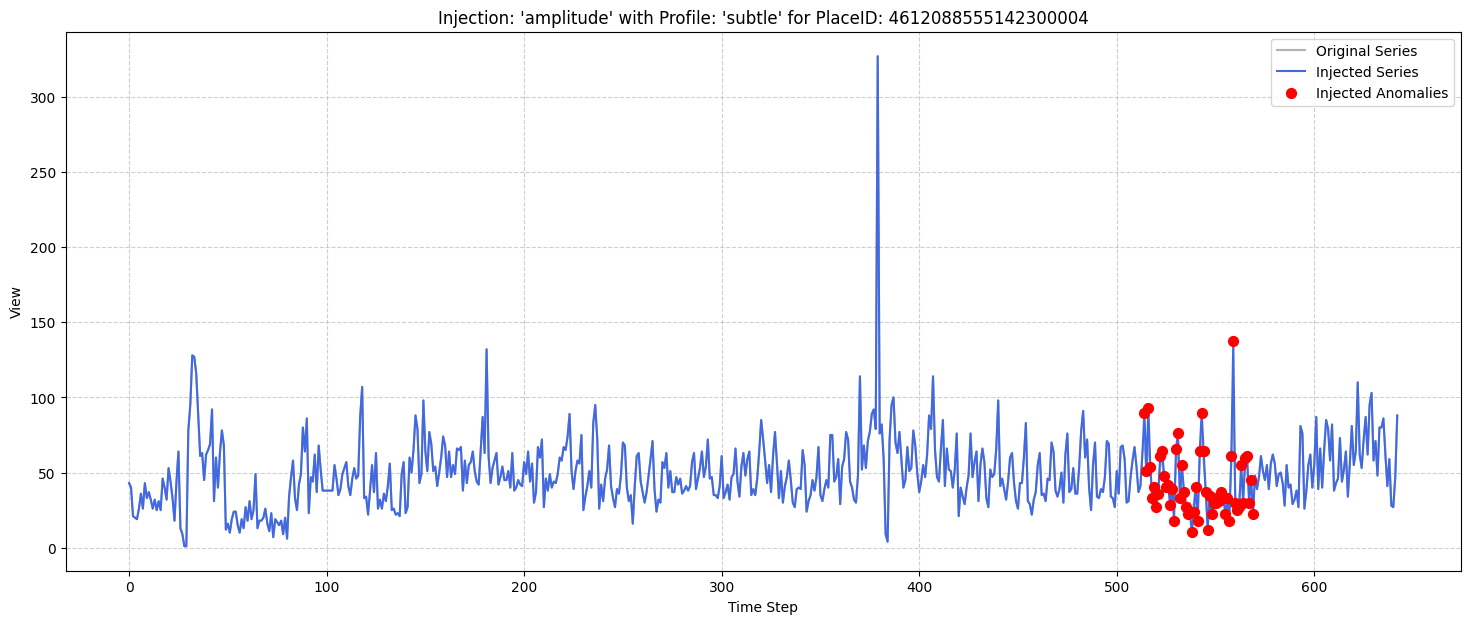 Injection: 'amplitude' with Profile: 'subtle' for PlaceID: 4612088555142300004
Original Series
Injected Series
Injected Anomalies
View
300
250
200
150
100
50
0
0 100 200 300 400 500 600
Time Step